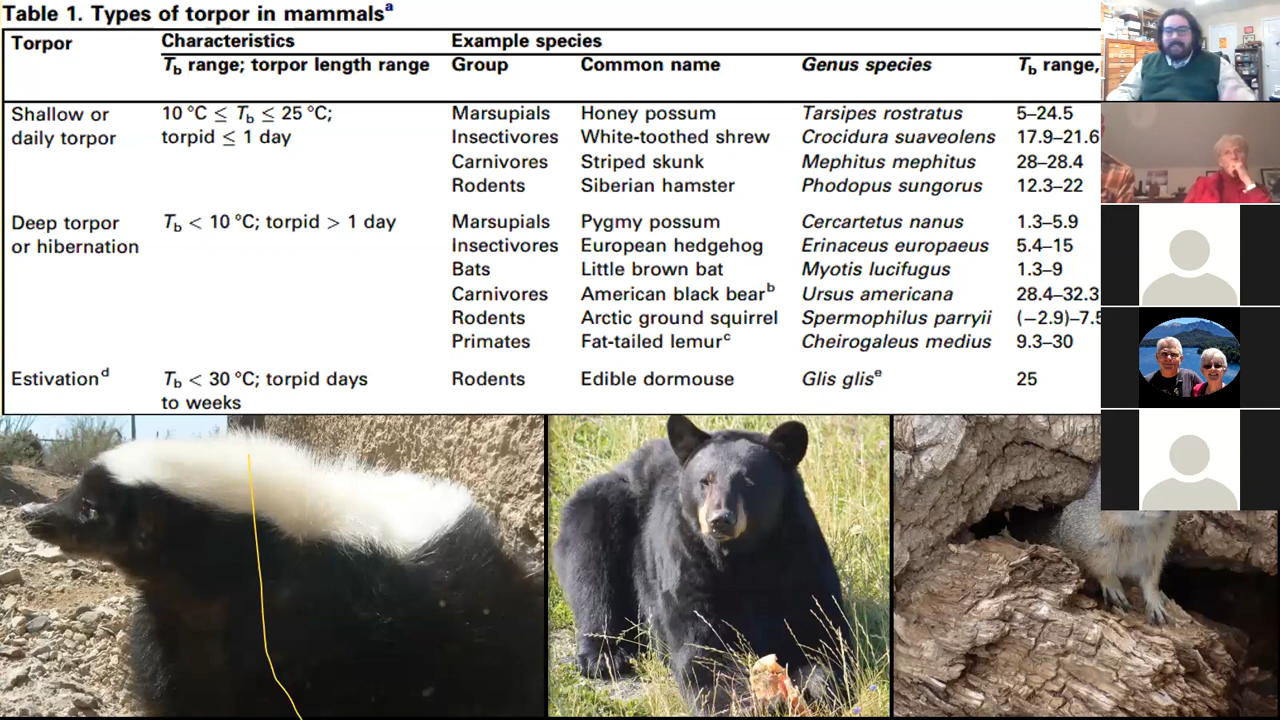 Table 1. Types of torpor in mammals^a
Torpor Characteristics Example species
T_b range; torpor length range Group Common name Genus species T_b range,
Shallow or 10 °C ≤ T_b ≤ 25 °C; Marsupials Honey possum Tarsipes rostratus 5–24.5
daily torpor torpid ≤ 1 day Insectivores White-toothed shrew Crocidura suaveolens 17.9–21.6
Carnivores Striped skunk Mephitus mephitus 28–28.4
Rodents Siberian hamster Phodopus sungorus 12.3–22
Deep torpor T_b < 10 °C; torpid > 1 day Marsupials Pygmy possum Cercartetus nanus 1.3–5.9
or hibernation Insectivores European hedgehog Erinaceus europaeus 5.4–15
Bats Little brown bat Myotis lucifugus 1.3–9
Carnivores American black bear^b Ursus americana 28.4–32.3
Rodents Arctic ground squirrel Spermophilus parryii (−2.9)–7.5
Primates Fat-tailed lemur^c Cheirogaleus medius 9.3–30
Estivation^d T_b < 30 °C; torpid days Rodents Edible dormouse Glis glis^e 25
to weeks